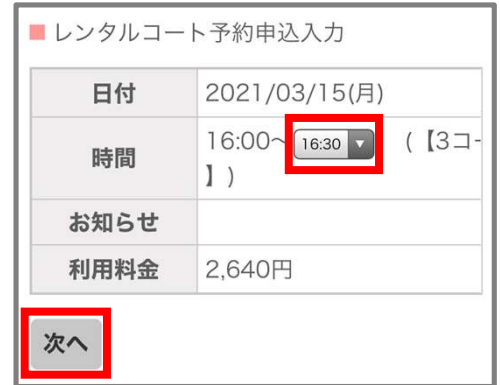 ■ レンタルコート予約申込入力
日付 2021/03/15(月)
時間 16:00~ 16:30 ▼ (【3コ-
】)
お知らせ
利用料金 2,640円
次へ